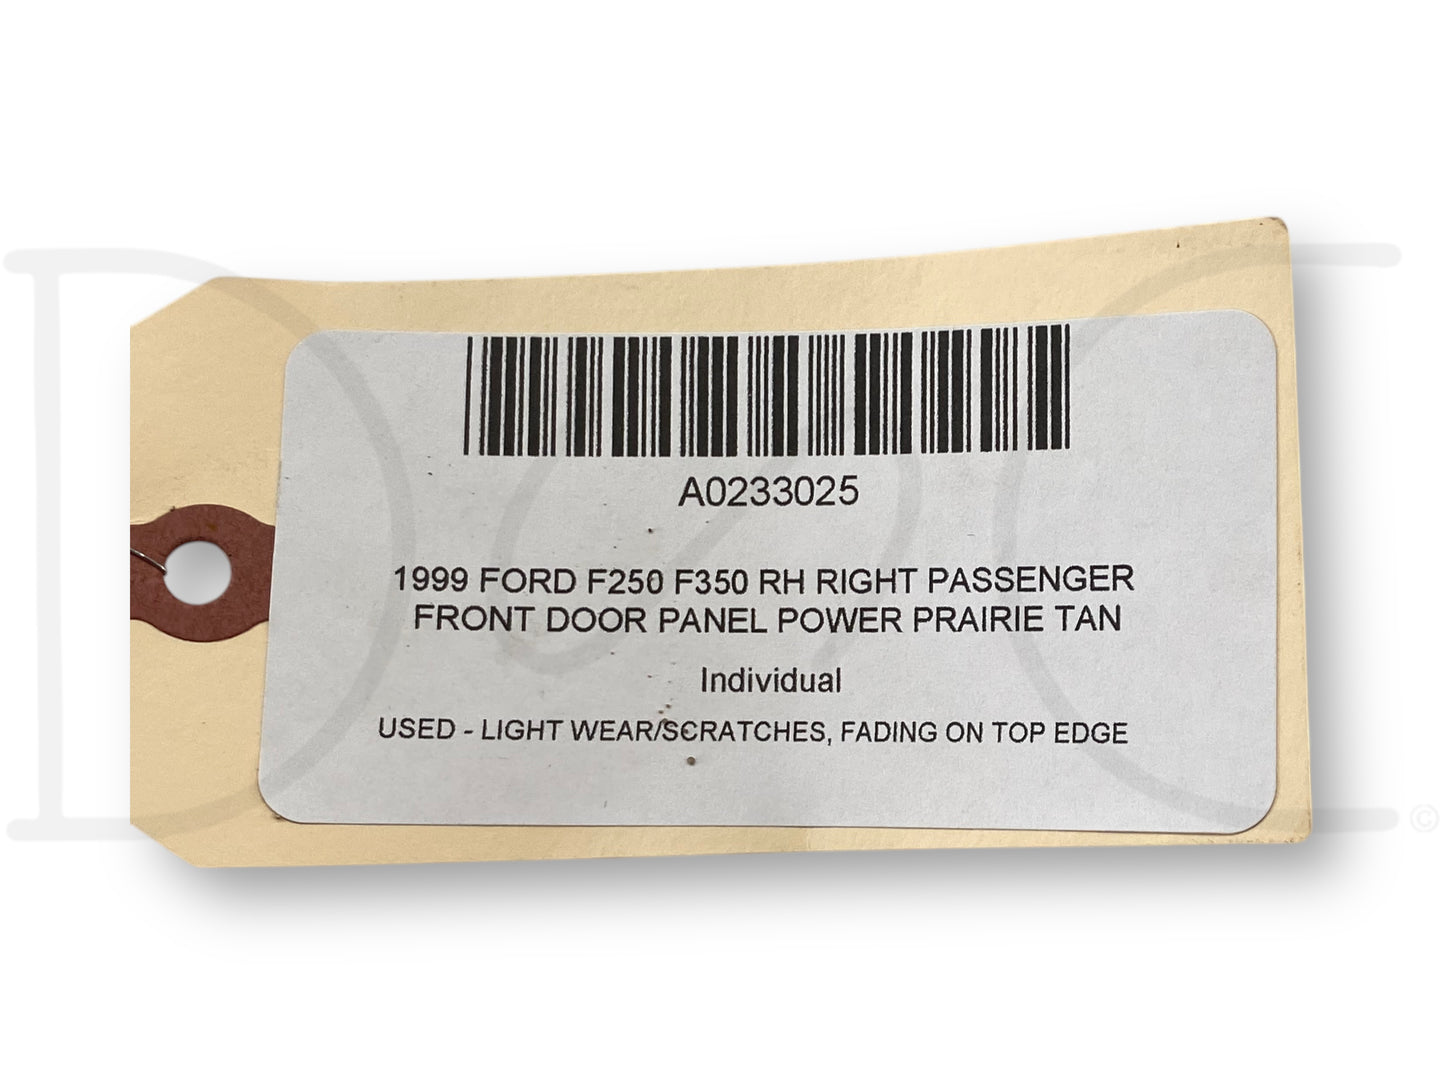 A0233025
1999 FORD F250 F350 RH RIGHT PASSENGER
FRONT DOOR PANEL POWER PRAIRIE TAN
Individual
USED - LIGHT WEAR/SCRATCHES, FADING ON TOP EDGE
©